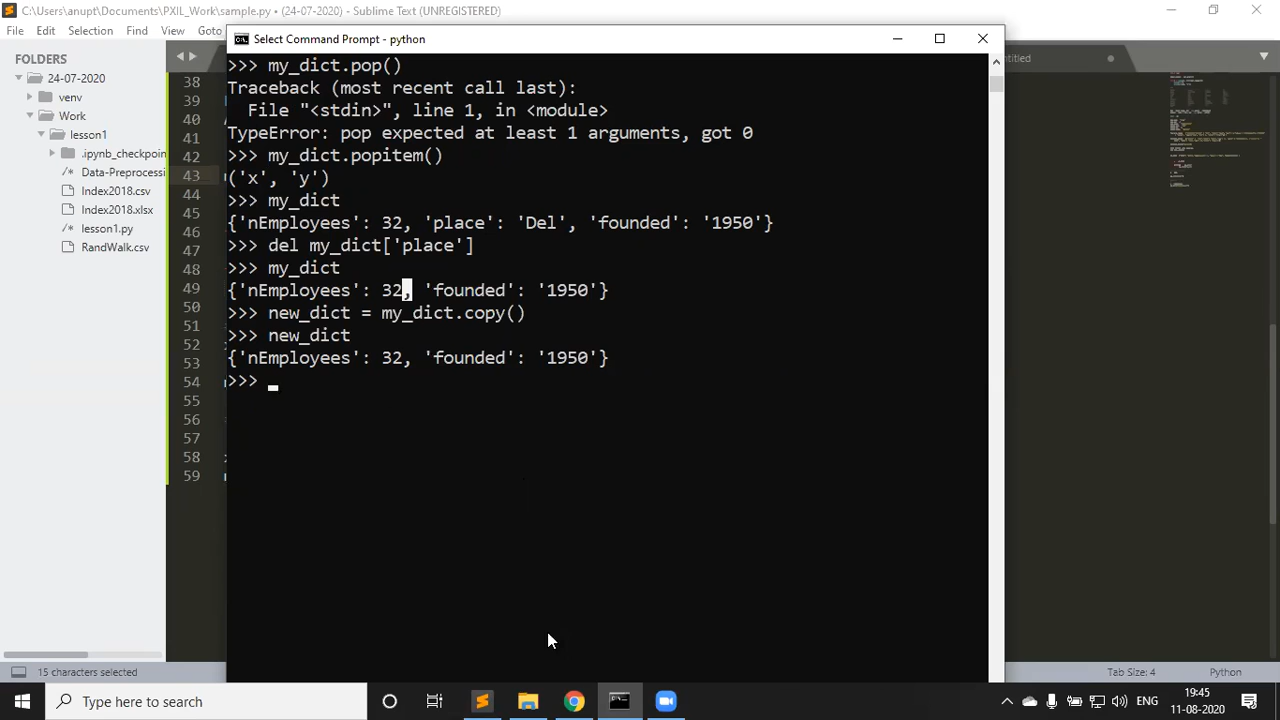 C:\Users\anupt\Documents\PXIL_Work\sample.py • (24-07-2020) - Sublime Text (UNREGISTERED)
File Edit Selection Find View Goto
Select Command Prompt - python
24-07-2020
venv
Work
lesson1
.ipynb_checkpoin
Data-Preprocessi
Index2018.csv
Index2018.xlsx
lesson1.py
RandWalk.csv
38
39
40
41
42
43
44
45
46
47
48
49
50
51
52
53
54
55
56
57
58
59
>>> my_dict.pop()
Traceback (most recent call last):
File "<stdin>", line 1, in <module>
TypeError: pop expected at least 1 arguments, got 0
>>> my_dict.popitem()
('x', 'y')
>>> my_dict
{'nEmployees': 32, 'place': 'Del', 'founded': '1950'}
>>> del my_dict['place']
>>> my_dict
{'nEmployees': 32, 'founded': '1950'}
>>> new_dict = my_dict.copy()
>>> new_dict
{'nEmployees': 32, 'founded': '1950'}
>>>
titled
15 characters selected
Tab Size: 4
Python
Type here to search
ENG
19:45
11-08-2020